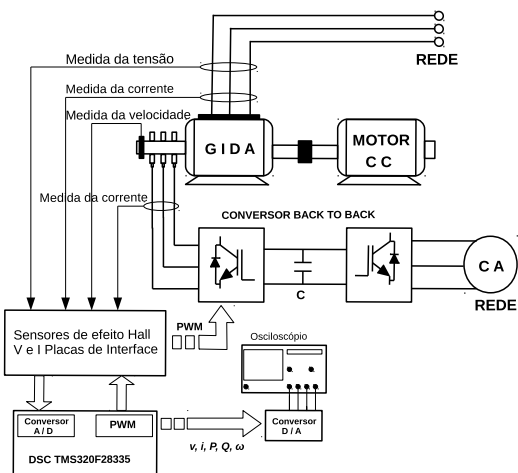 Medida da tensão
REDE
Medida da corrente
Medida da velocidade
G I D A
MOTOR
C C
Medida da corrente
CONVERSOR BACK TO BACK
C
C A
REDE
Sensores de efeito Hall
V e I Placas de Interface
PWM
Osciloscópio
Conversor
A / D
PWM
DSC TMS320F28335
v, i, P, Q, ω
Conversor
D / A